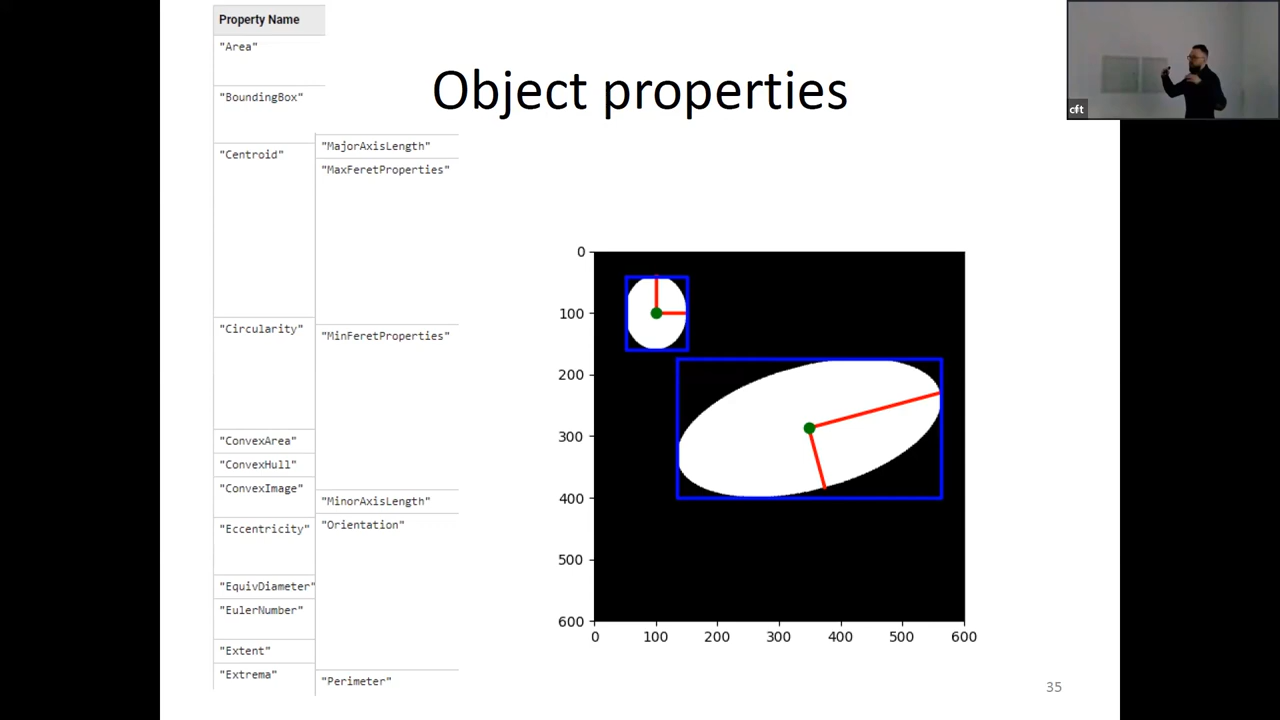 Object properties
Property Name
"Area"
"BoundingBox"
"Centroid"
"Circularity"
"ConvexArea"
"ConvexHull"
"ConvexImage"
"Eccentricity"
"EquivDiameter"
"EulerNumber"
"Extent"
"Extrema"
"MajorAxisLength"
"MaxFeretProperties"
"MinFeretProperties"
"MinorAxisLength"
"Orientation"
"Perimeter"
0
100
200
300
400
500
600
0 100 200 300 400 500 600
35
cft